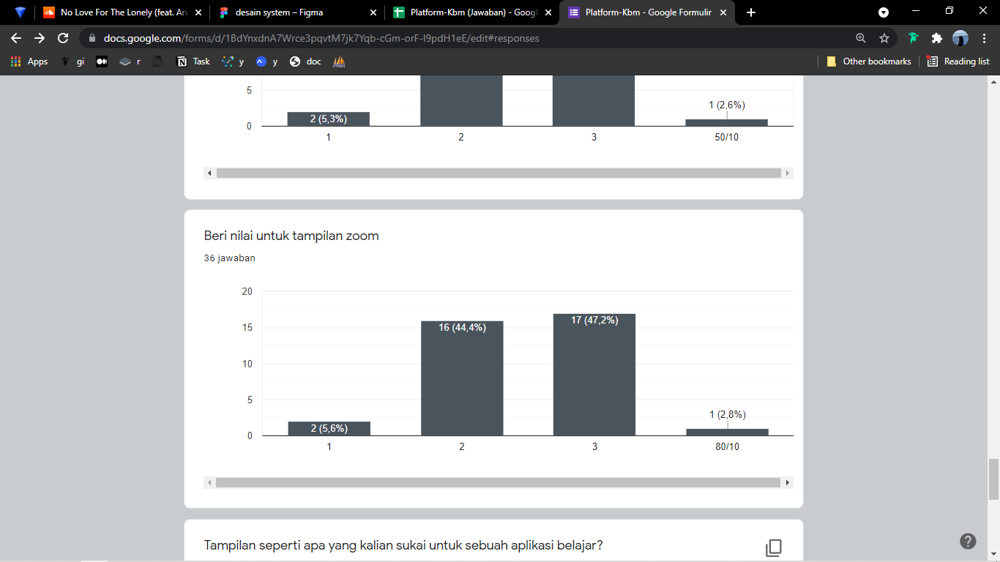 No Love For The Lonely (feat. Aria
desain system – Figma
Platform-Kbm (Jawaban) - Googl
Platform-Kbm - Google Formulir
docs.google.com/forms/d/1BdYnxdnA7Wrce3pqvtM7jk7Yqb-cGm-orF-I9pdH1eE/edit#responses
Apps gi r Task y y doc Other bookmarks Reading list
5
2 (5,3%)
1 (2,6%)
0
1 2 3 50/10
Beri nilai untuk tampilan zoom
36 jawaban
20
17 (47,2%)
15
16 (44,4%)
10
5
1 (2,8%)
2 (5,6%)
0
1 2 3 80/10
Tampilan seperti apa yang kalian sukai untuk sebuah aplikasi belajar?